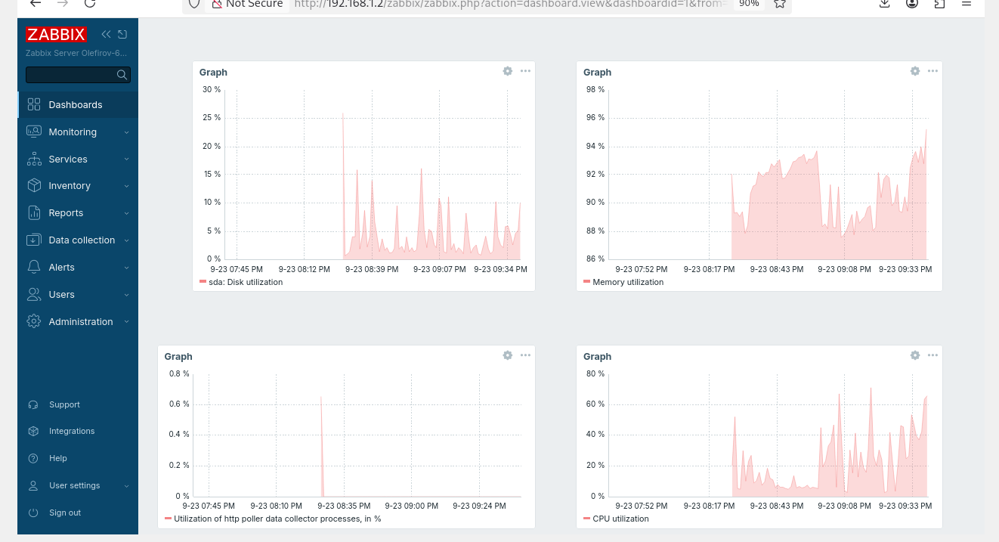 Not Secure http://192.168.1.2/zabbix/zabbix.php?action=dashboard.view&dashboardid=1&from= 90%
ZABBIX
Zabbix Server Olefirov-6...
Dashboards
Monitoring
Services
Inventory
Reports
Data collection
Alerts
Users
Administration
Support
Integrations
Help
User settings
Sign out
Graph
30 %
25 %
20 %
15 %
10 %
5 %
0 %
9-23 07:45 PM 9-23 08:12 PM 9-23 08:39 PM 9-23 09:07 PM 9-23 09:34 PM
sda: Disk utilization
Graph
98 %
96 %
94 %
92 %
90 %
88 %
86 %
9-23 07:52 PM 9-23 08:17 PM 9-23 08:43 PM 9-23 09:08 PM 9-23 09:33 PM
Memory utilization
Graph
0.8 %
0.6 %
0.4 %
0.2 %
0 %
9-23 07:45 PM 9-23 08:10 PM 9-23 08:35 PM 9-23 09:00 PM 9-23 09:24 PM
Utilization of http poller data collector processes, in %
Graph
80 %
60 %
40 %
20 %
0 %
9-23 07:52 PM 9-23 08:17 PM 9-23 08:43 PM 9-23 09:08 PM 9-23 09:33 PM
CPU utilization